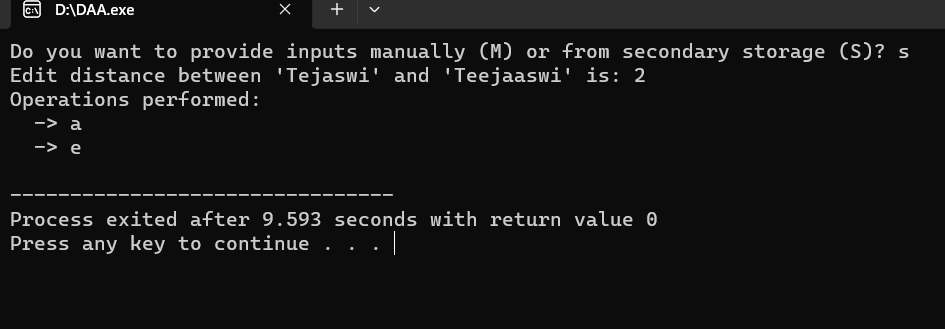 D:\DAA.exe
Do you want to provide inputs manually (M) or from secondary storage (S)? s
Edit distance between 'Tejaswi' and 'Teejaaswi' is: 2
Operations performed:
  -> a
  -> e
--------------------------------
Process exited after 9.593 seconds with return value 0
Press any key to continue . . .